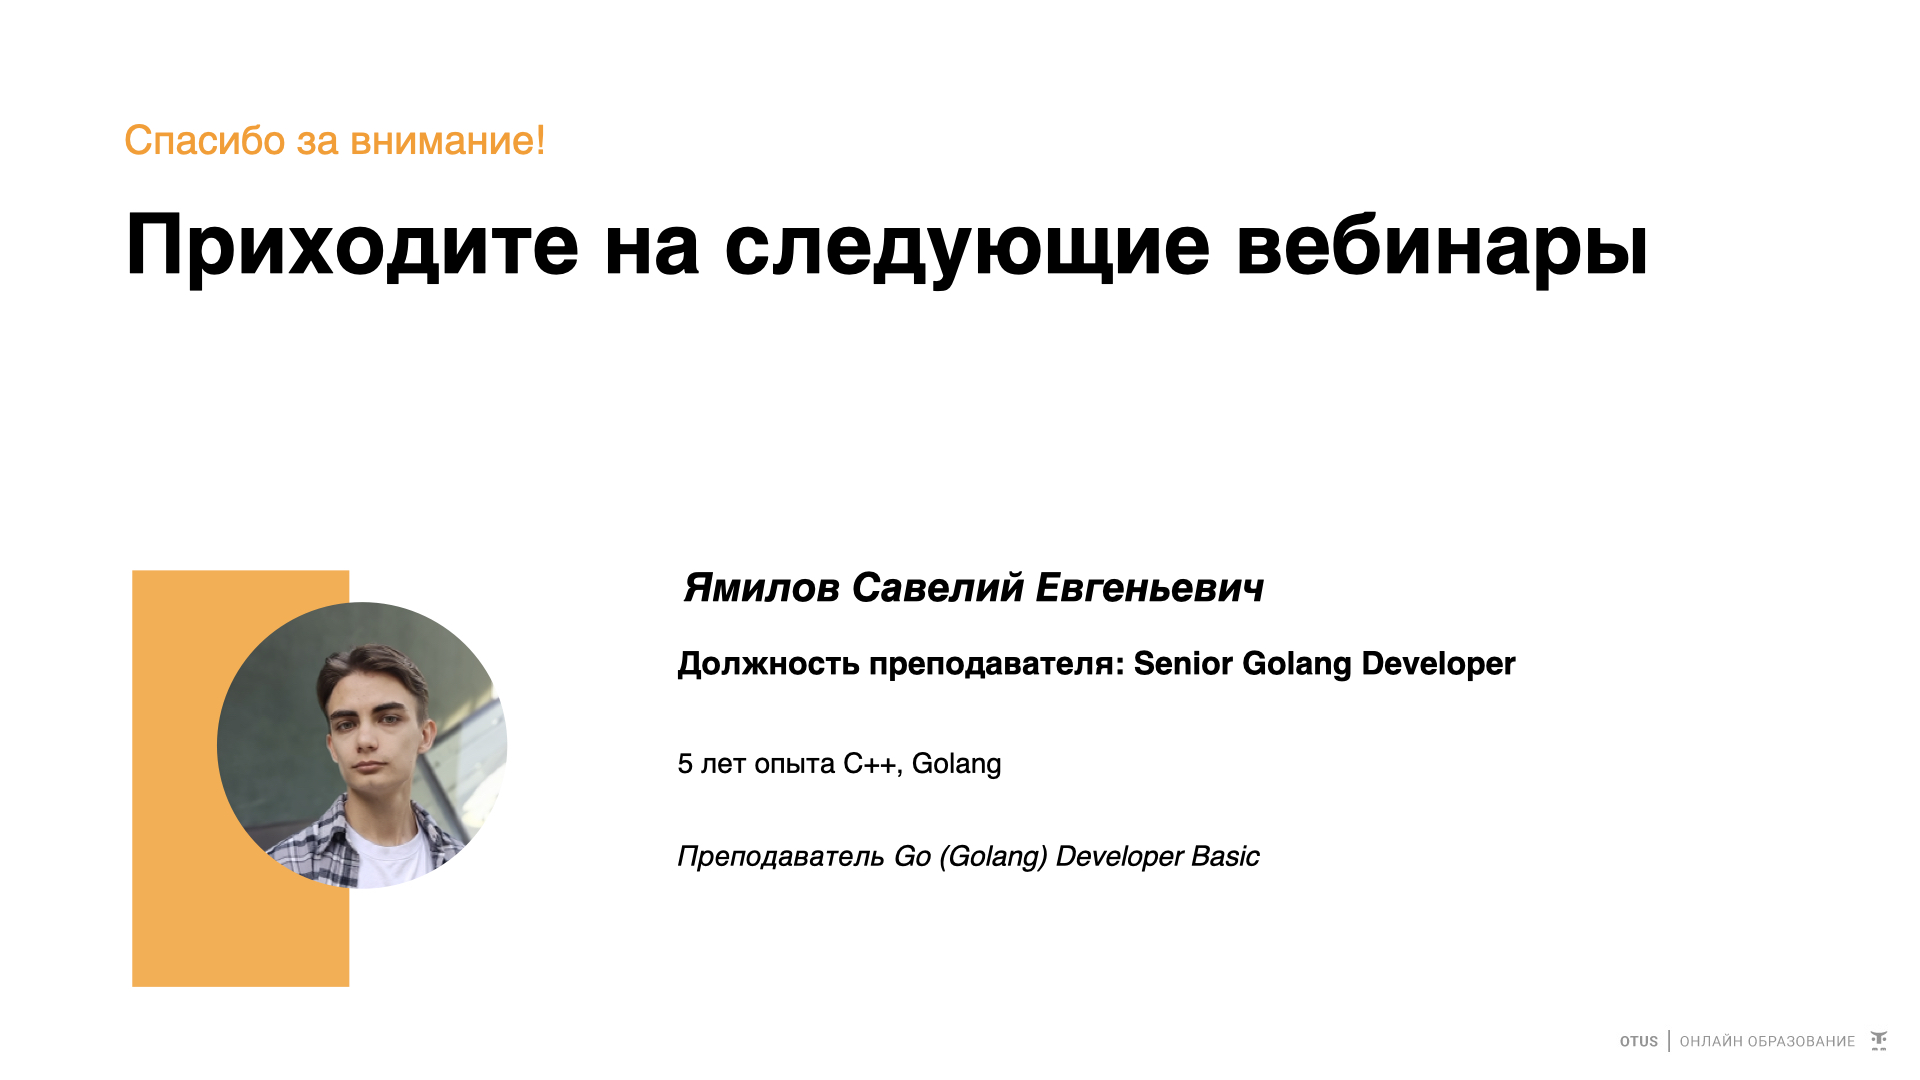 Спасибо за внимание!
Приходите на следующие вебинары
Ямилов Савелий Евгеньевич
Должность преподавателя: Senior Golang Developer
5 лет опыта C++, Golang
Преподаватель Go (Golang) Developer Basic
OTUS | ОНЛАЙН ОБРАЗОВАНИЕ